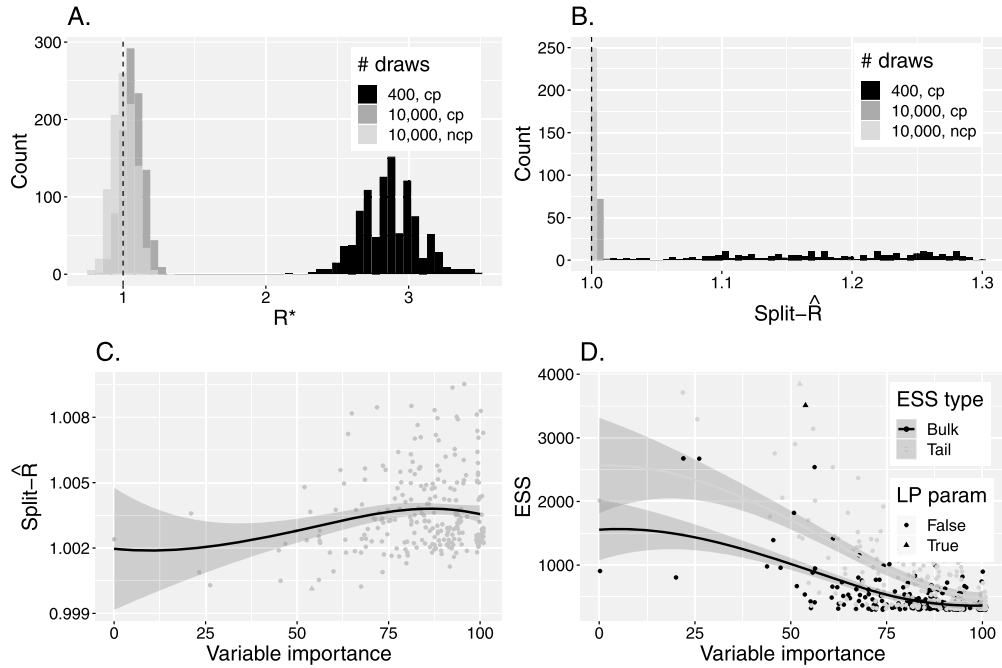 A.
300
200
100
0
Count
1
2
3
R*
# draws
400, cp
10,000, cp
10,000, ncp
B.
250
200
150
100
50
0
Count
1.0
1.1
1.2
1.3
Split−R̂
# draws
400, cp
10,000, cp
10,000, ncp
C.
1.008
1.005
1.002
0.999
Split−R̂
0
25
50
75
100
Variable importance
D.
4000
3000
2000
1000
ESS
0
25
50
75
100
Variable importance
ESS type
Bulk
Tail
LP param
False
True